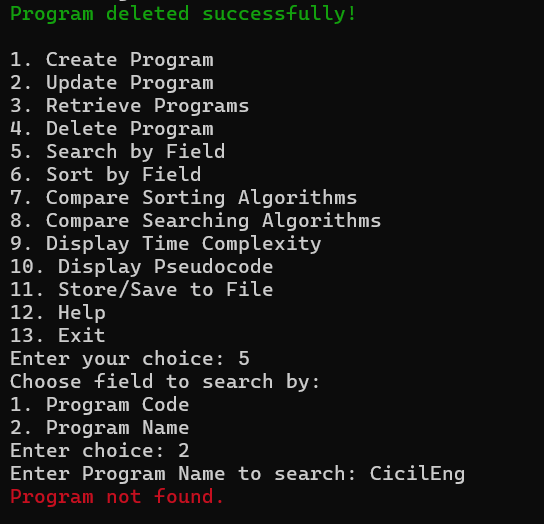 Program deleted successfully!
1. Create Program
2. Update Program
3. Retrieve Programs
4. Delete Program
5. Search by Field
6. Sort by Field
7. Compare Sorting Algorithms
8. Compare Searching Algorithms
9. Display Time Complexity
10. Display Pseudocode
11. Store/Save to File
12. Help
13. Exit
Enter your choice: 5
Choose field to search by:
1. Program Code
2. Program Name
Enter choice: 2
Enter Program Name to search: CicilEng
Program not found.